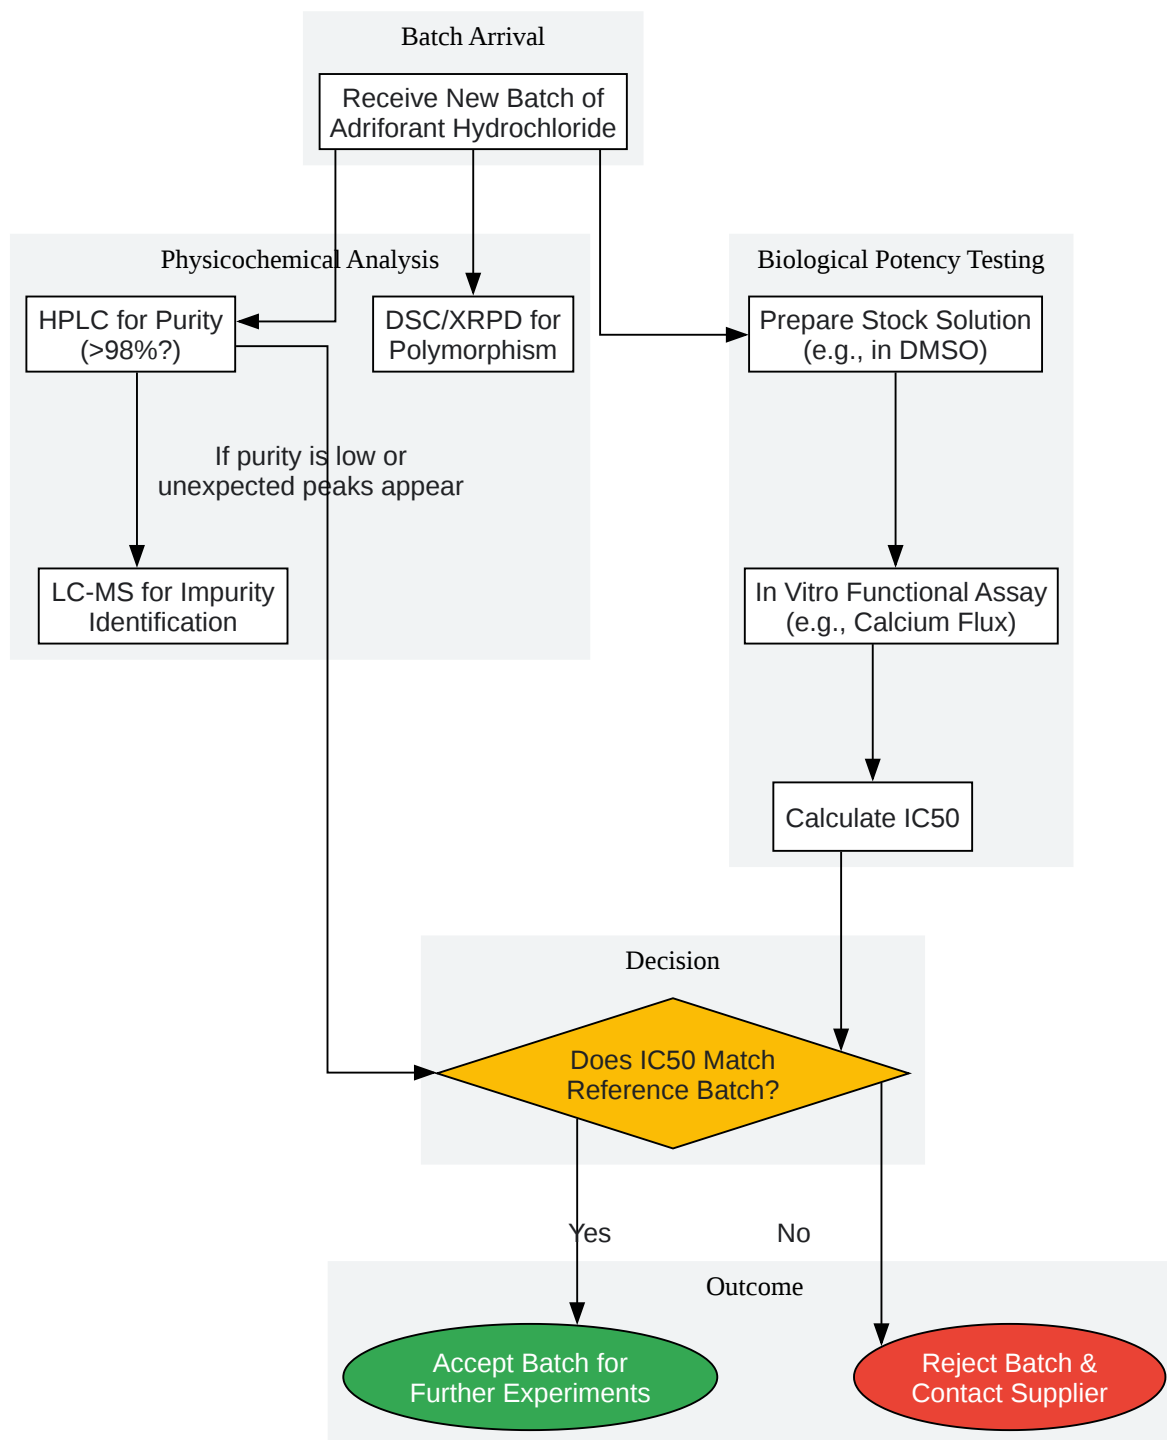 Batch Arrival
Receive New Batch of
Adriforant Hydrochloride
Physicochemical Analysis
HPLC for Purity
(>98%?)
DSC/XRPD for
Polymorphism
If purity is low or
unexpected peaks appear
LC-MS for Impurity
Identification
Biological Potency Testing
Prepare Stock Solution
(e.g., in DMSO)
In Vitro Functional Assay
(e.g., Calcium Flux)
Calculate IC50
Decision
Does IC50 Match
Reference Batch?
Yes
No
Outcome
Accept Batch for
Further Experiments
Reject Batch &
Contact Supplier